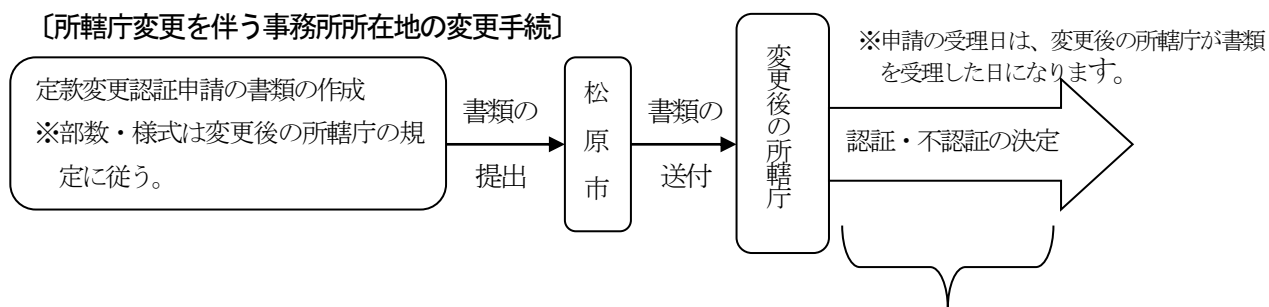 〔所轄庁変更を伴う事務所所在地の変更手続〕
定款変更認証申請の書類の作成
※部数・様式は変更後の所轄庁の規
定に従う。
書類の
提出
松原市
書類の
送付
変更後の所轄庁
※申請の受理日は、変更後の所轄庁が書類
を受理した日になります。
認証・不認証の決定